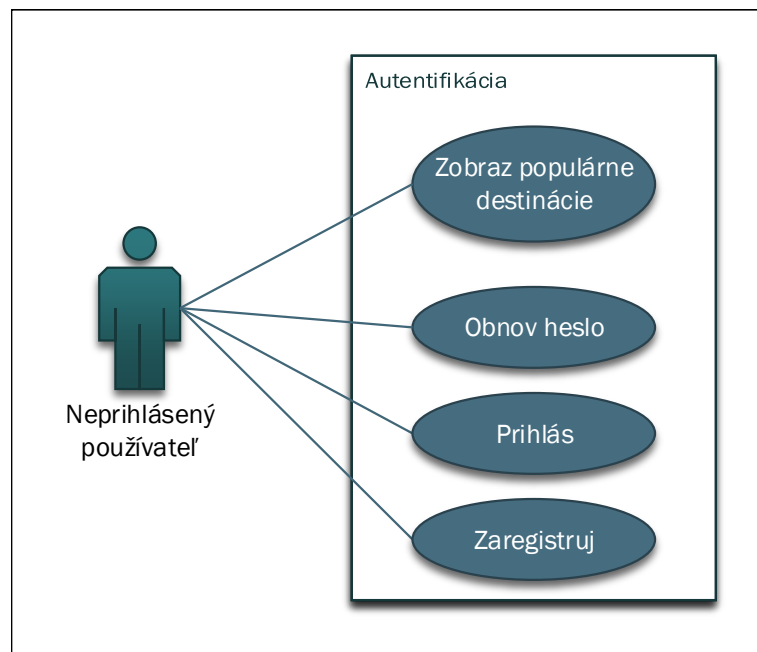 Autentifikácia
Zobraz populárne
destinácie
Obnov heslo
Prihlás
Zaregistruj
Neprihlásený
používateľ